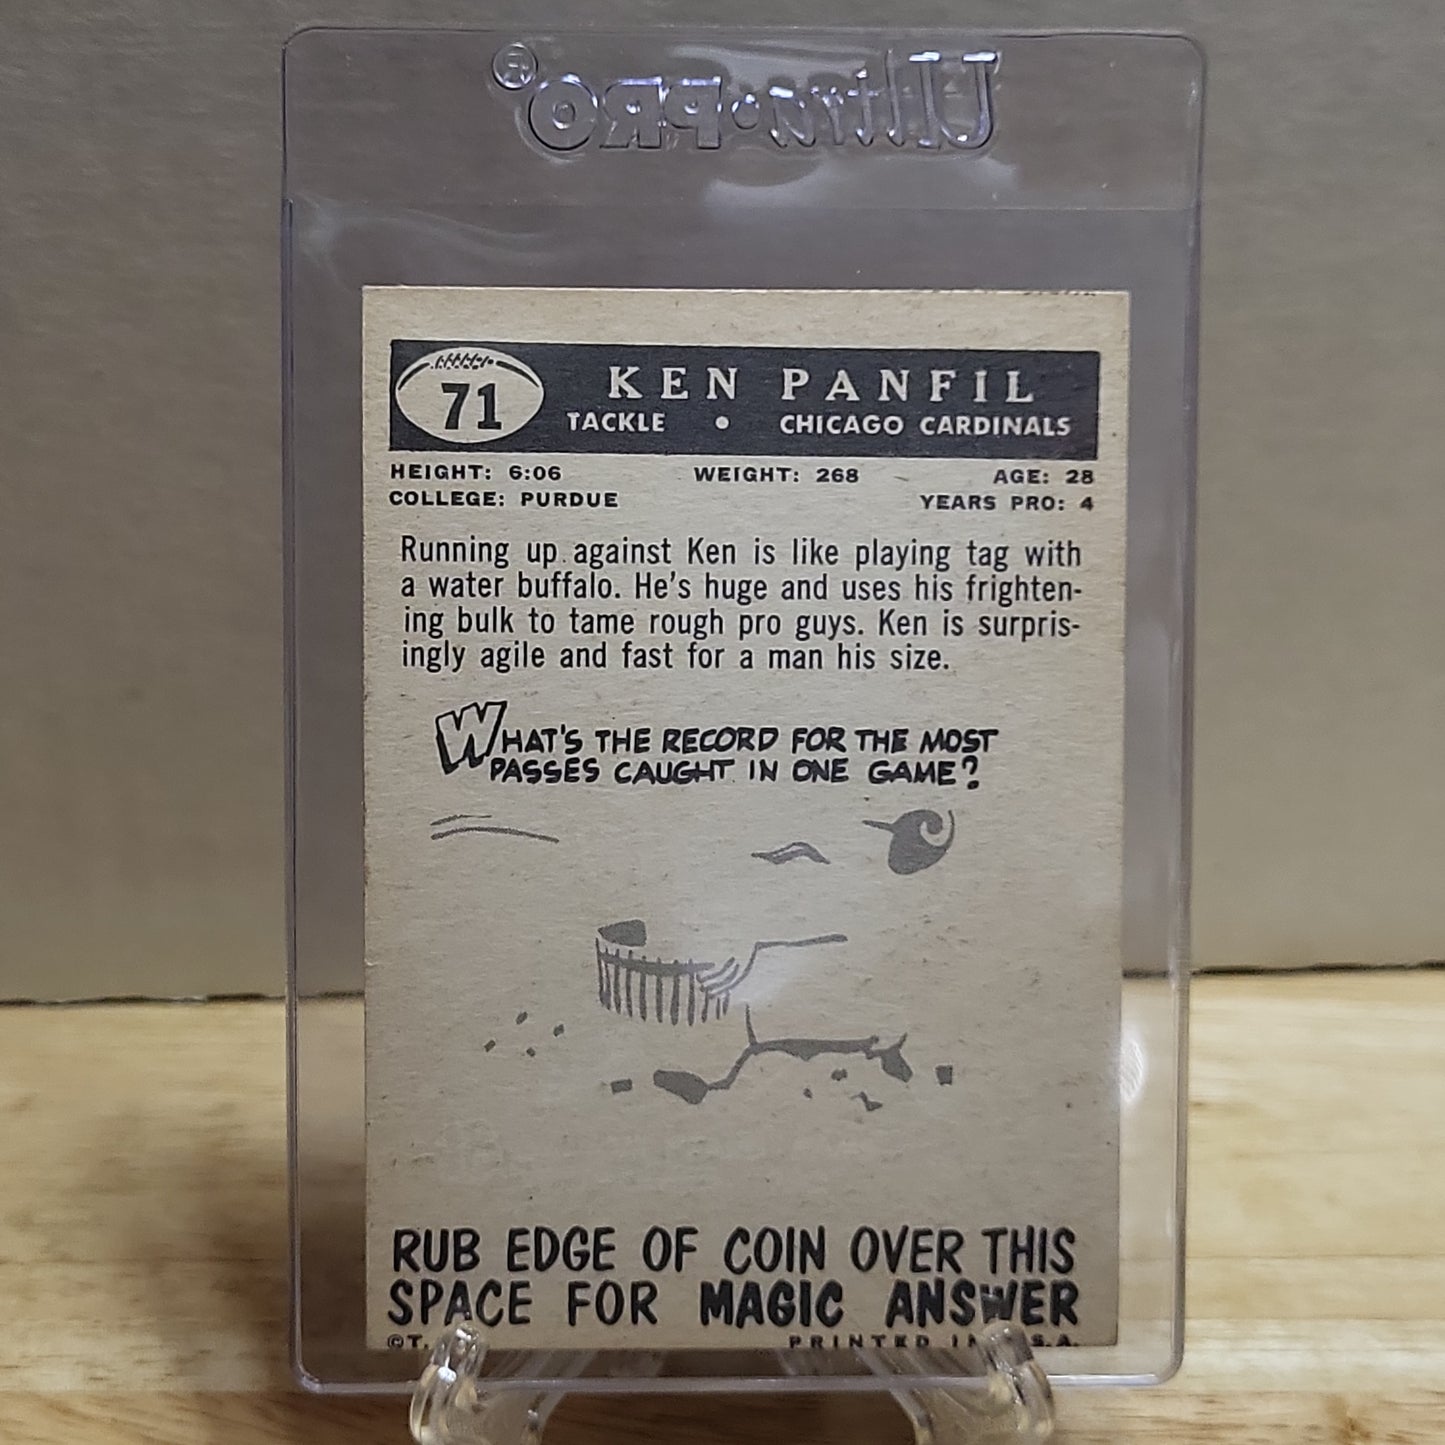 Ultra•PRO®
71
KEN PANFIL
TACKLE • CHICAGO CARDINALS
HEIGHT: 6:06 WEIGHT: 268 AGE: 28
COLLEGE: PURDUE YEARS PRO: 4
Running up against Ken is like playing tag with
a water buffalo. He's huge and uses his frighten-
ing bulk to tame rough pro guys. Ken is surpris-
ingly agile and fast for a man his size.
WHAT'S THE RECORD FOR THE MOST
PASSES CAUGHT IN ONE GAME?
RUB EDGE OF COIN OVER THIS
SPACE FOR MAGIC ANSWER
©T. PRINTED IN U.S.A.